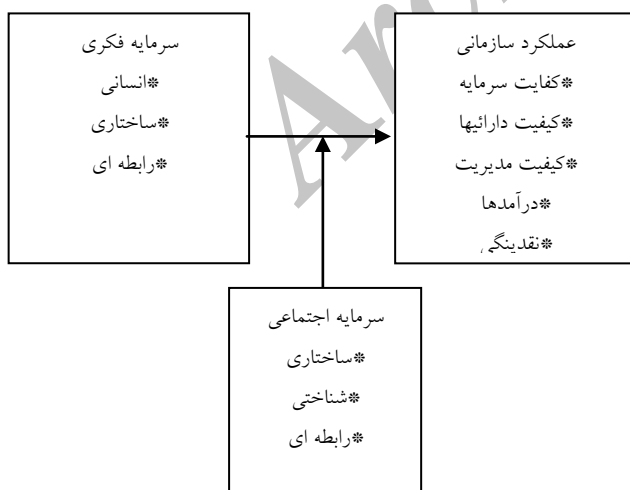 سرمایه فکری
*انسانی
*ساختاری
*رابطه ای
عملکرد سازمانی
*کفایت سرمایه
*کیفیت دارائیها
*کیفیت مدیریت
*درآمدها
*نقدینگی
سرمایه اجتماعی
*ساختاری
*شناختی
*رابطه ای